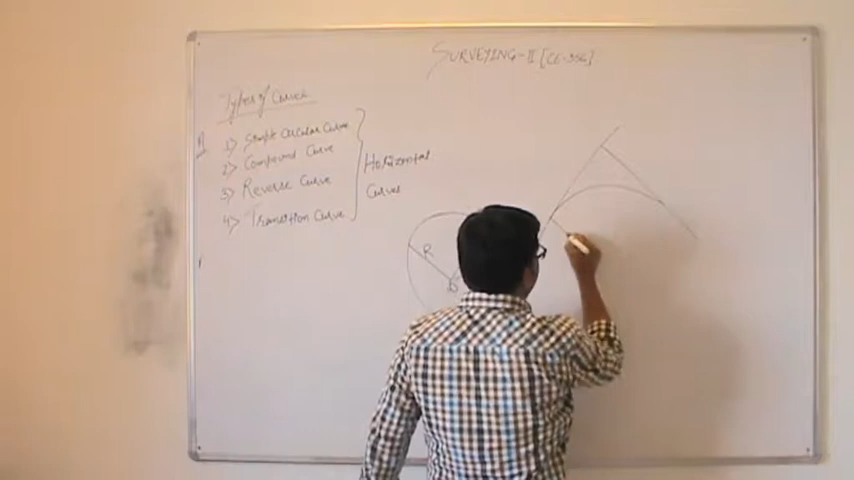 SURVEYING-II [CE-356]
Types of Curves
A
1) Simple Circular Curve
2) Compound Curve
3) Reverse Curve
4) Transition Curve
Horizontal
Curves
R